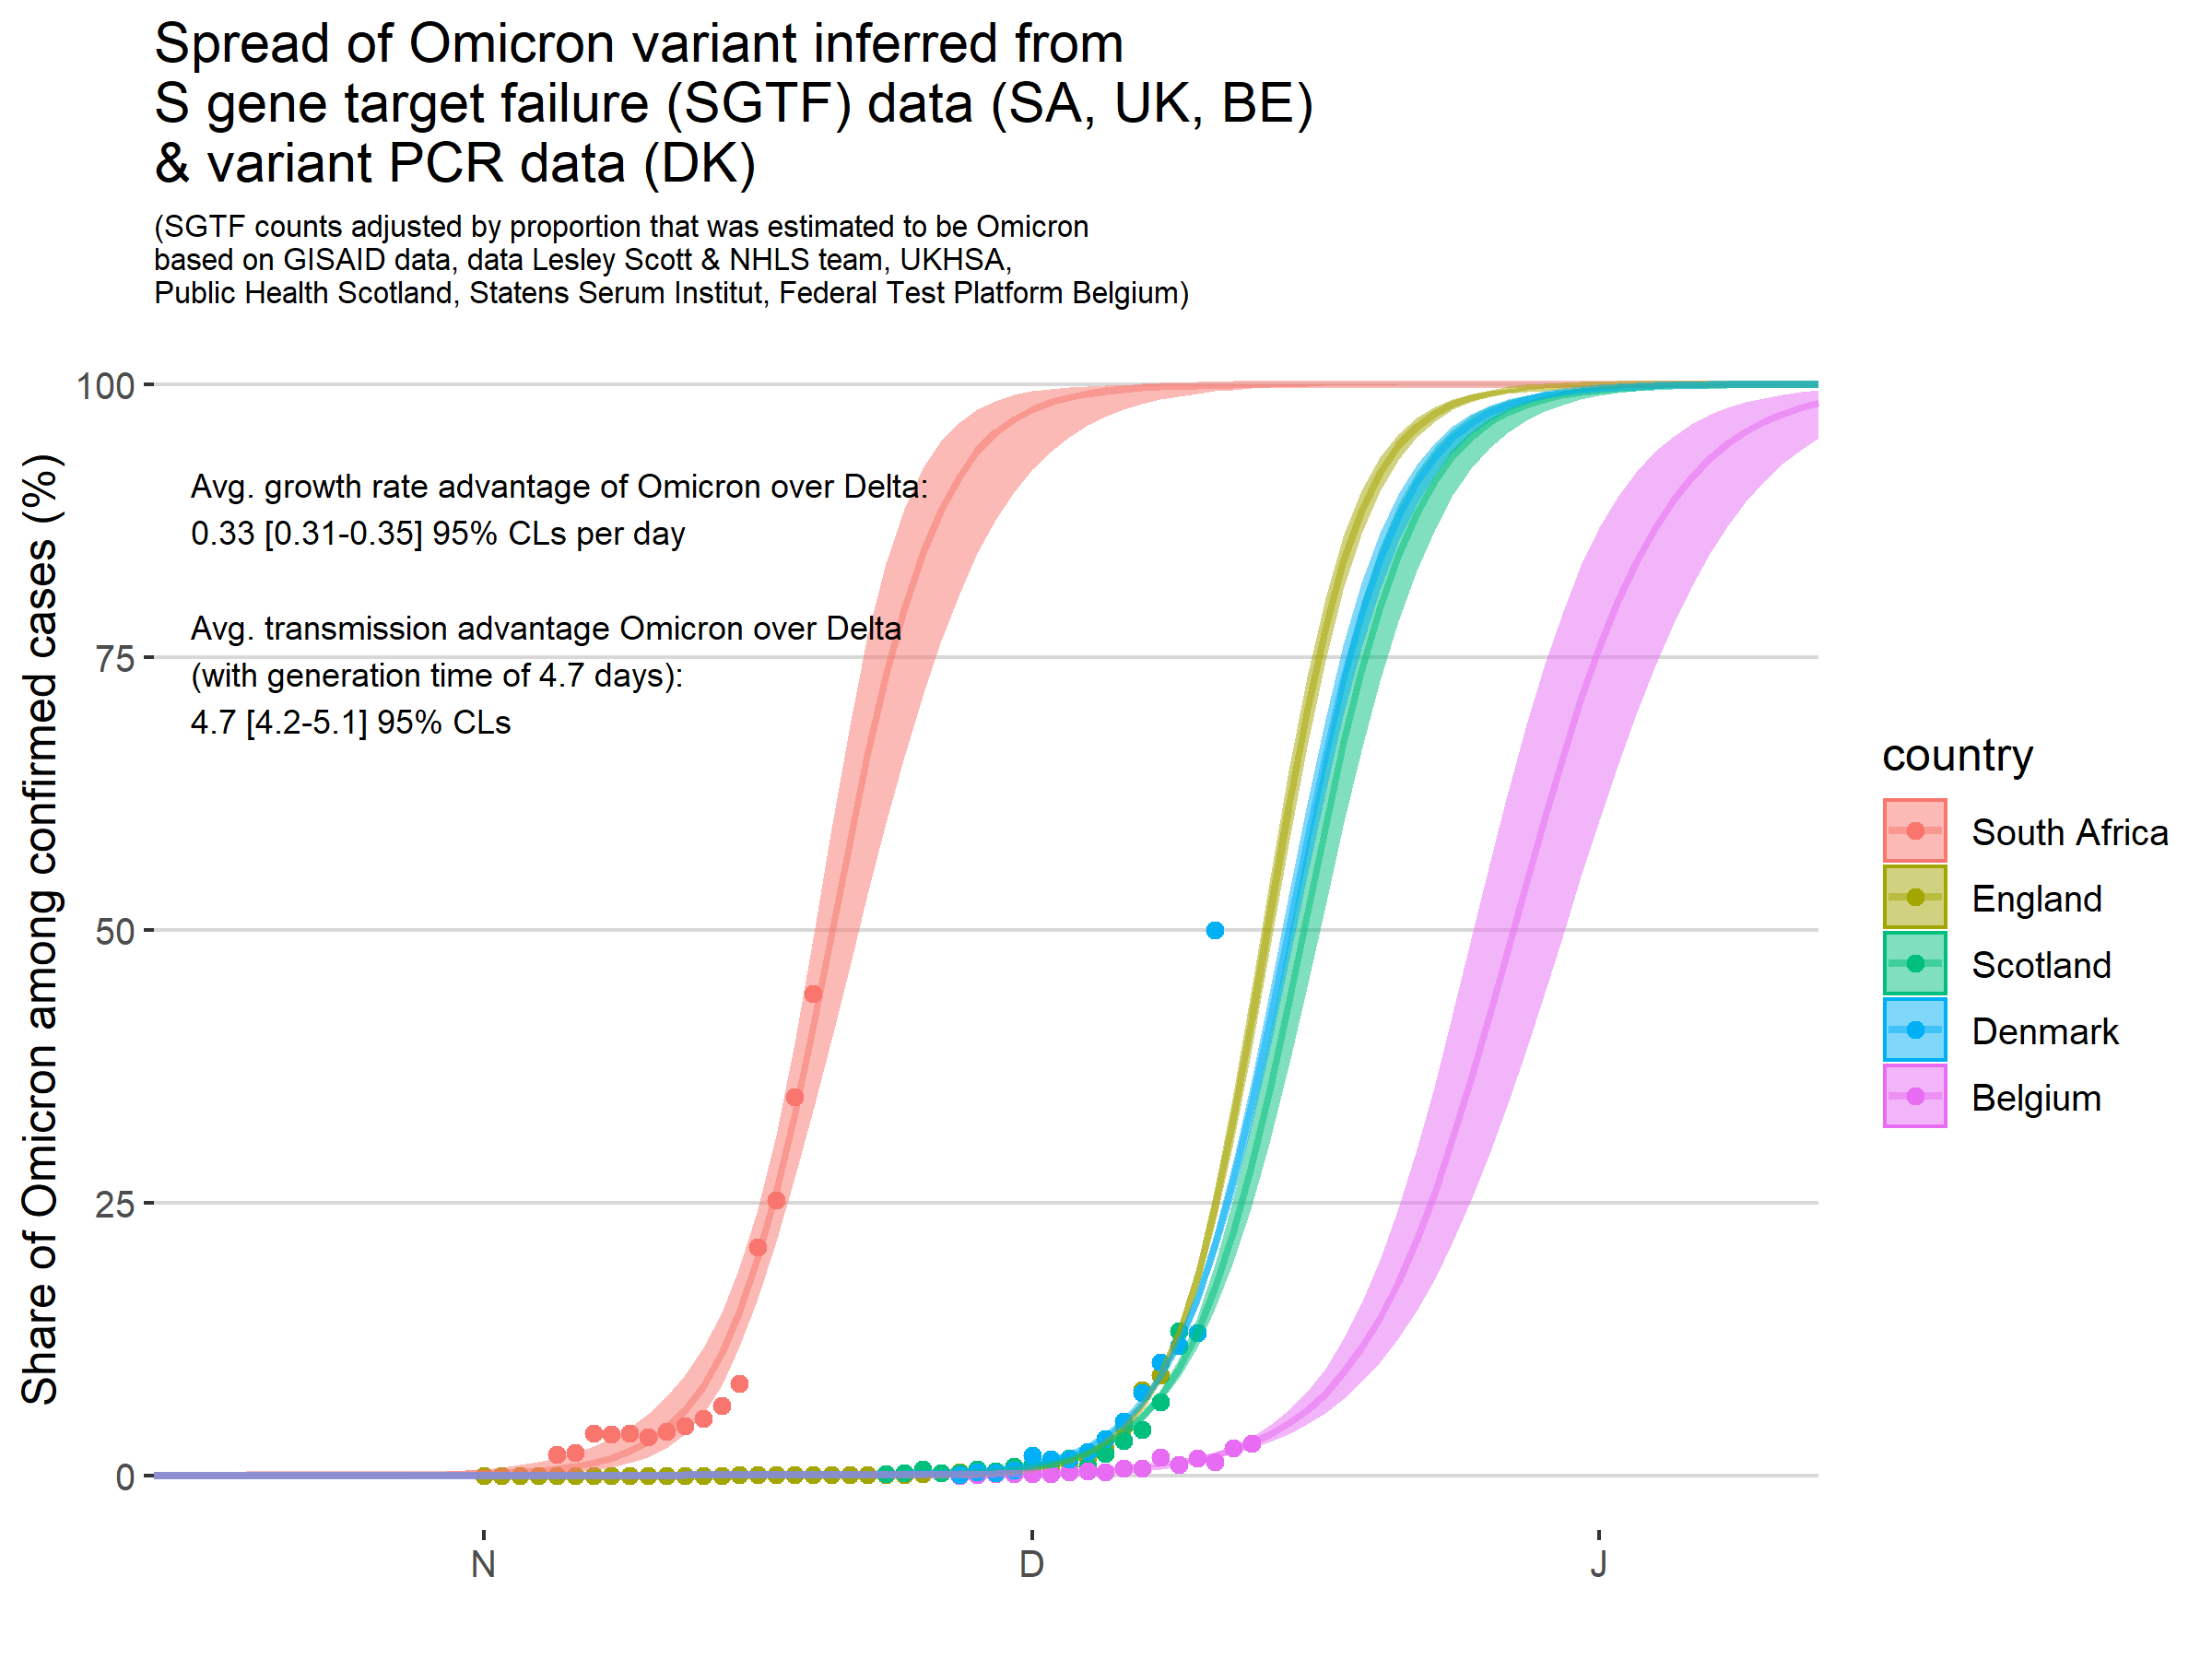 Spread of Omicron variant inferred from
S gene target failure (SGTF) data (SA, UK, BE)
& variant PCR data (DK)
(SGTF counts adjusted by proportion that was estimated to be Omicron
based on GISAID data, data Lesley Scott & NHLS team, UKHSA,
Public Health Scotland, Statens Serum Institut, Federal Test Platform Belgium)
Share of Omicron among confirmed cases (%)
100
75
50
25
0
Avg. growth rate advantage of Omicron over Delta:
0.33 [0.31-0.35] 95% CLs per day
Avg. transmission advantage Omicron over Delta
(with generation time of 4.7 days):
4.7 [4.2-5.1] 95% CLs
N
D
J
country
South Africa
England
Scotland
Denmark
Belgium